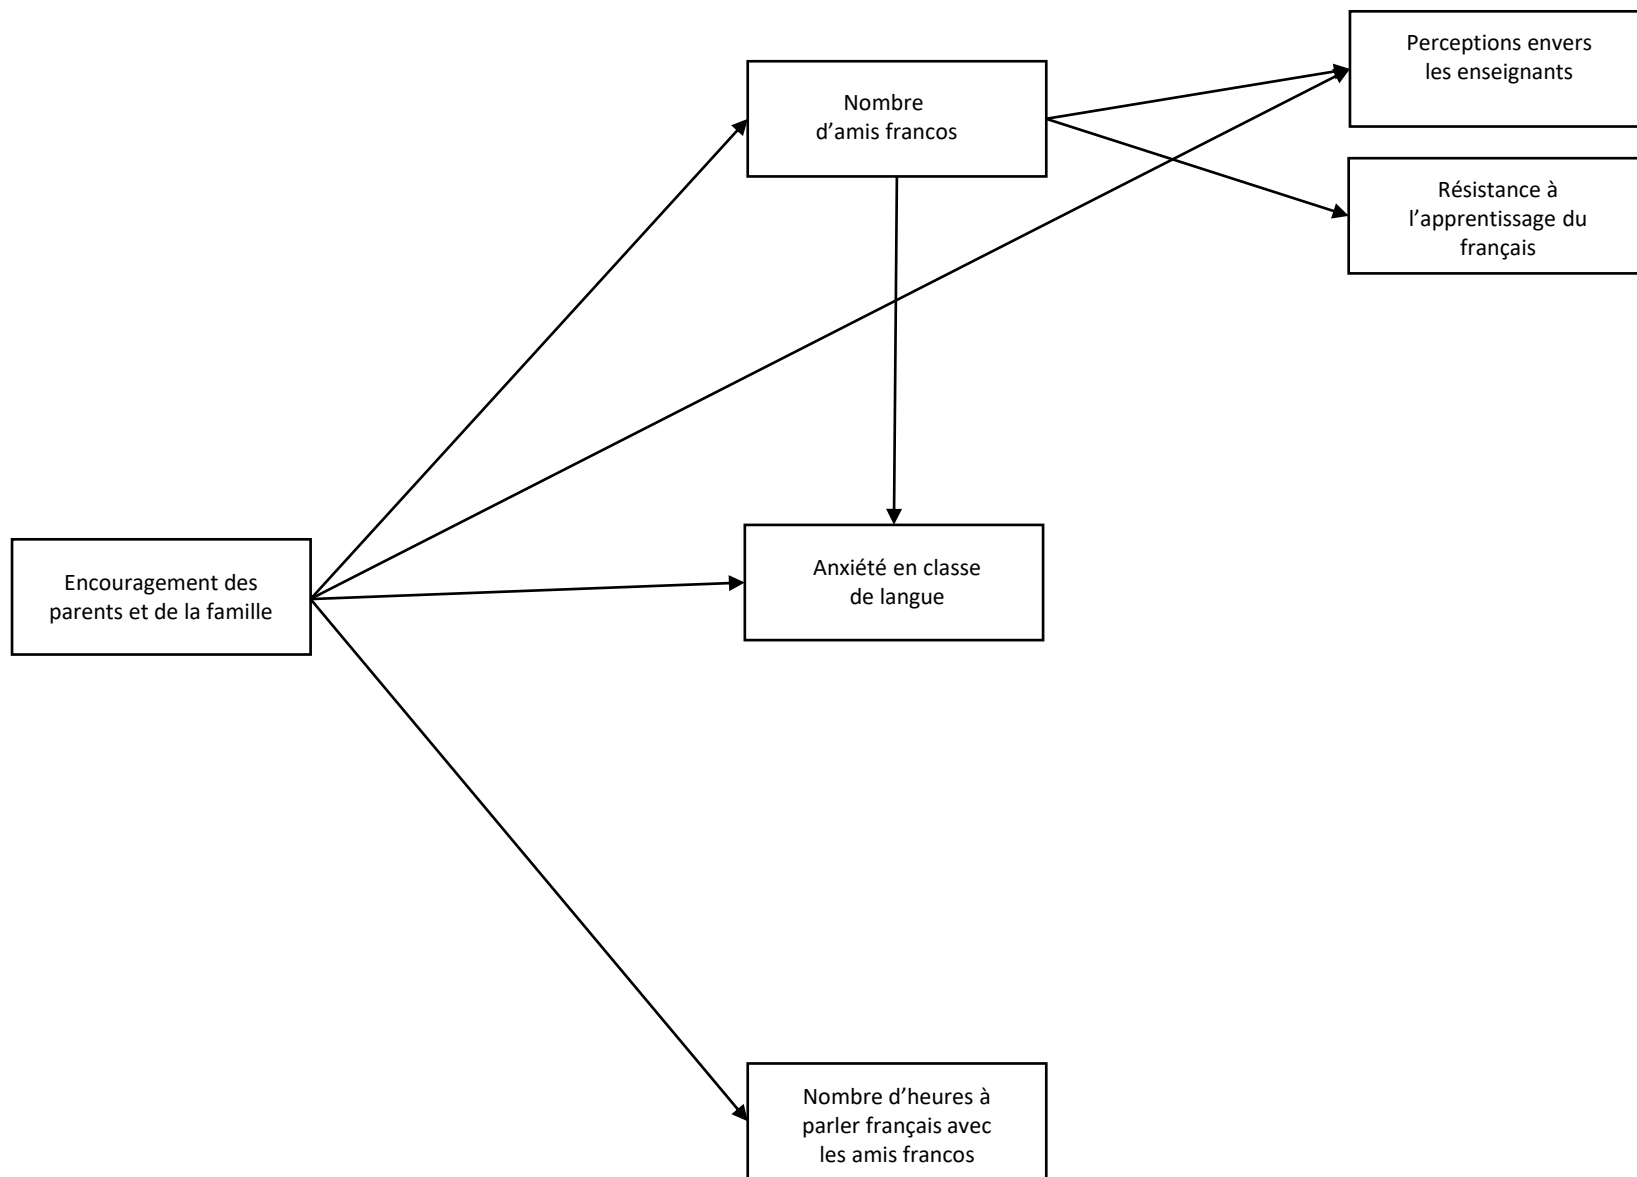 Perceptions envers
les enseignants
Nombre
d’amis francos
Résistance à
l’apprentissage du
français
Encouragement des
parents et de la famille
Anxiété en classe
de langue
Nombre d’heures à
parler français avec
les amis francos